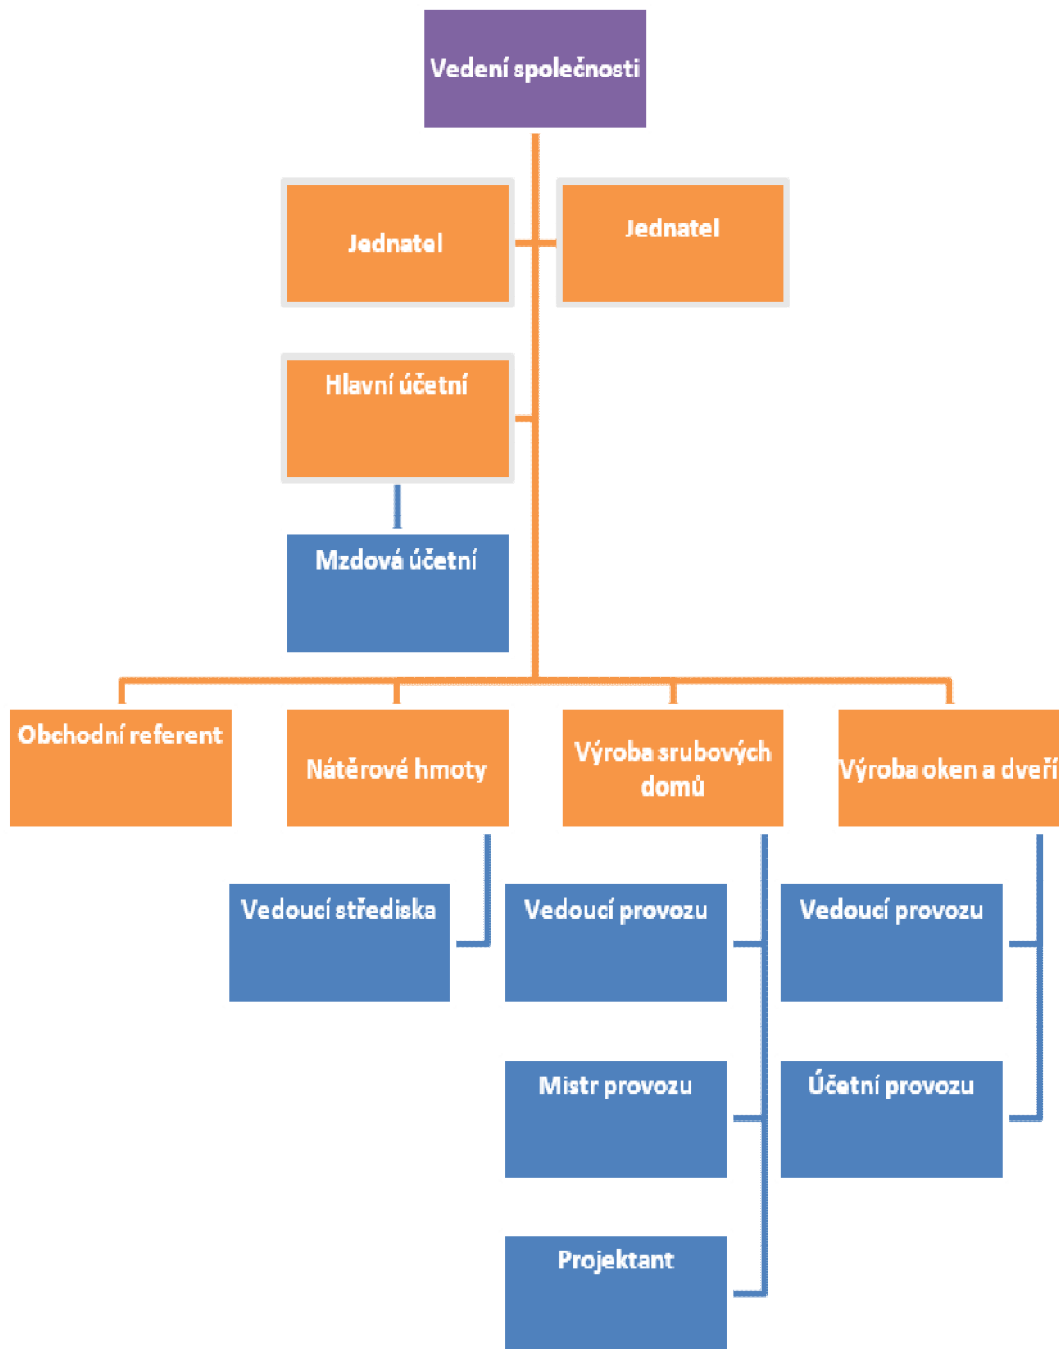 Vedení společnosti
Jednatel
Jednatel
Hlavní účetní
Mzdová účetní
Obchodní referent
Nátěrové hmoty
Výroba srubových
domů
Výroba oken a dveří
Vedoucí střediska
Vedoucí provozu
Vedoucí provozu
Mistr provozu
Účetní provozu
Projektant